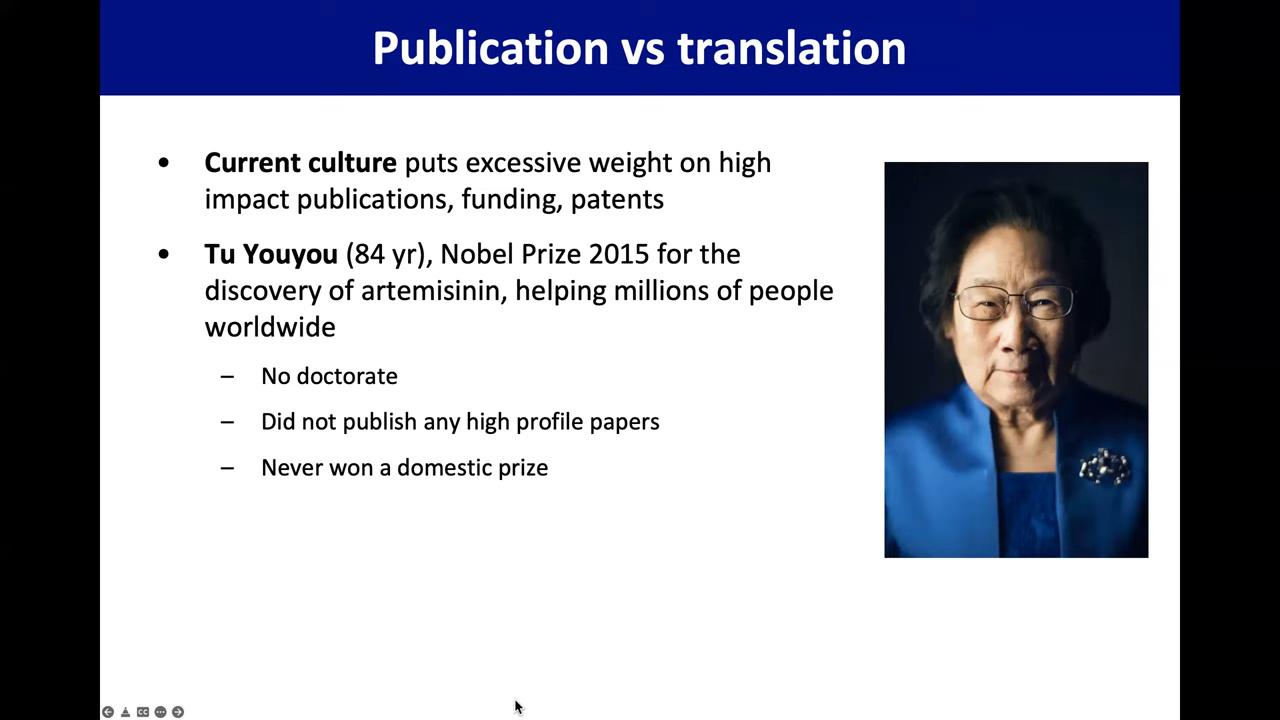 Publication vs translation
• Current culture puts excessive weight on high
impact publications, funding, patents
• Tu Youyou (84 yr), Nobel Prize 2015 for the
discovery of artemisinin, helping millions of people
worldwide
– No doctorate
– Did not publish any high profile papers
– Never won a domestic prize
CC